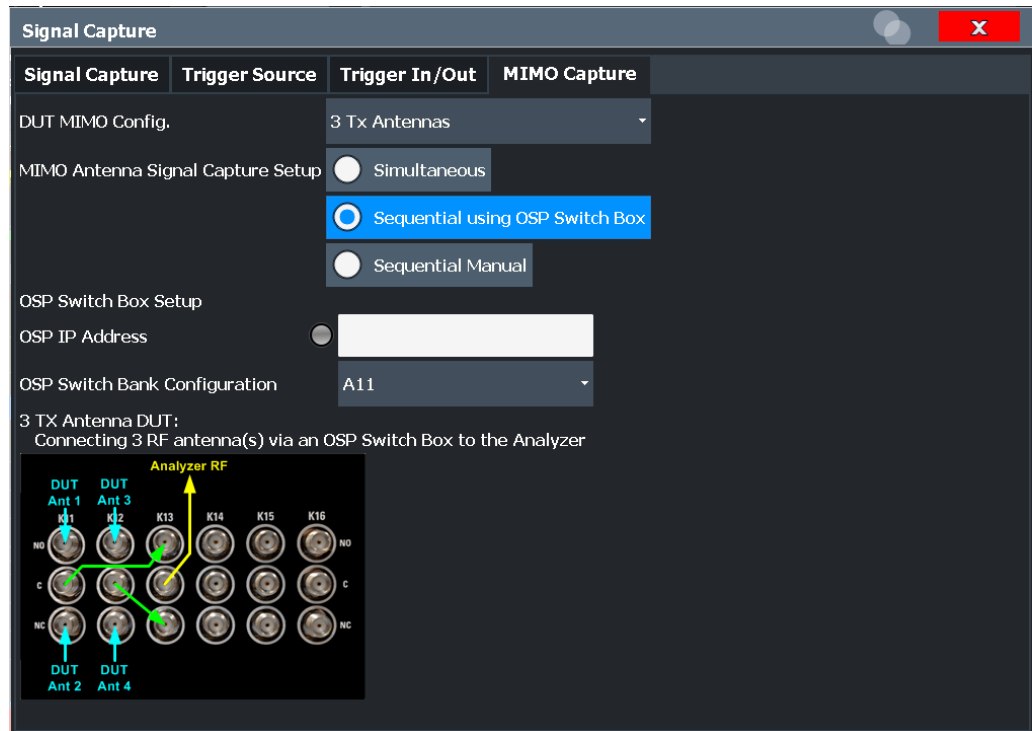 Signal Capture
X
Signal Capture Trigger Source Trigger In/Out MIMO Capture
DUT MIMO Config. 3 Tx Antennas
MIMO Antenna Signal Capture Setup Simultaneous
Sequential using OSP Switch Box
Sequential Manual
OSP Switch Box Setup
OSP IP Address
OSP Switch Bank Configuration A11
3 TX Antenna DUT:
Connecting 3 RF antenna(s) via an OSP Switch Box to the Analyzer
Analyzer RF
DUT DUT
Ant 1 Ant 3
K11 K12 K13 K14 K15 K16
NO NO
C C
NC NC
DUT DUT
Ant 2 Ant 4